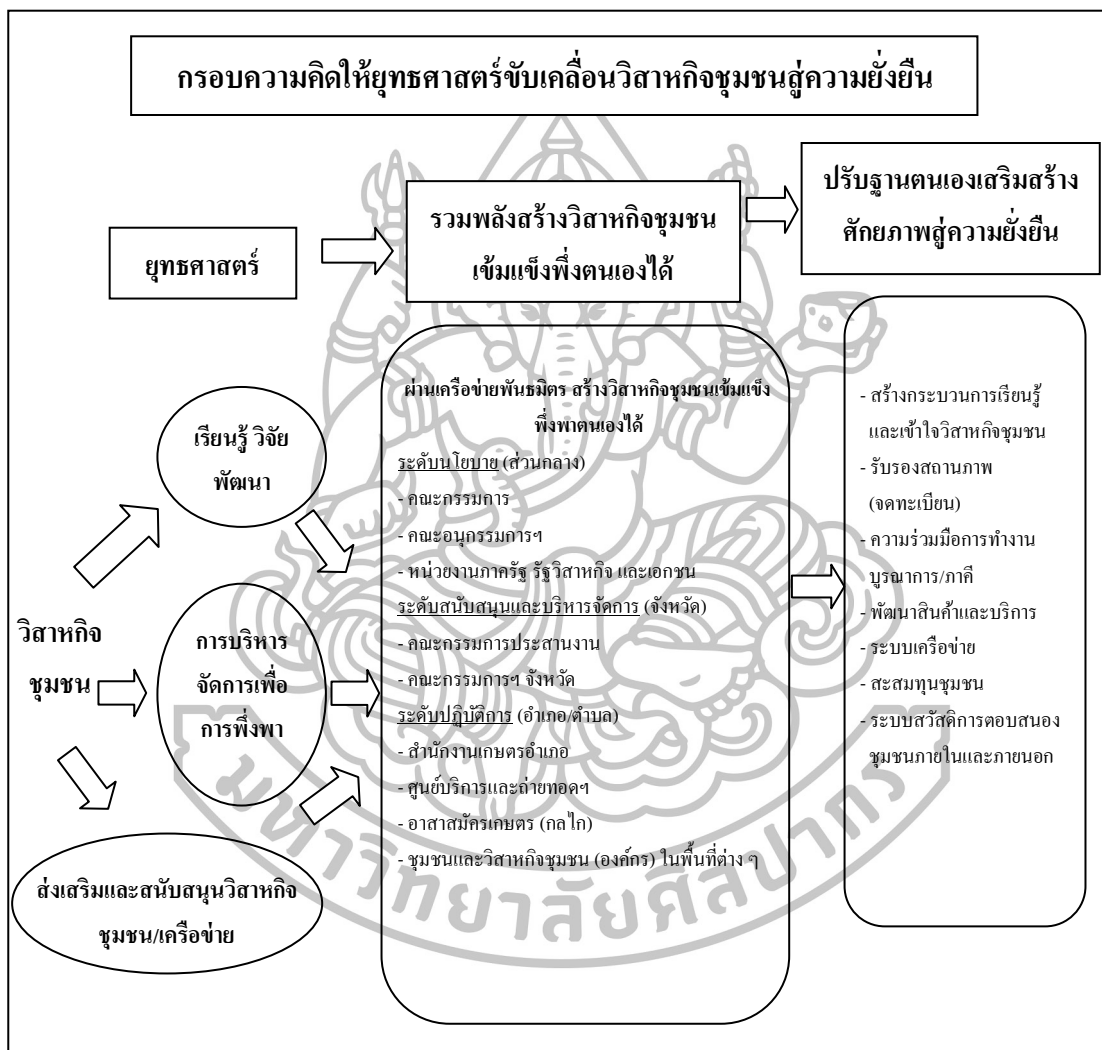 กรอบความคิดให้ยุทธศาสตร์ขับเคลื่อนวิสาหกิจชุมชนสู่ความยั่งยืน
ยุทธศาสตร์
รวมพลังสร้างวิสาหกิจชุมชน
เข้มแข็งพึ่งตนเองได้
ปรับฐานตนเองเสริมสร้าง
ศักยภาพสู่ความยั่งยืน
วิสาหกิจ
ชุมชน
เรียนรู้ วิจัย
พัฒนา
การบริหาร
จัดการเพื่อ
การพึ่งพา
ส่งเสริมและสนับสนุนวิสาหกิจ
ชุมชน/เครือข่าย
ผ่านเครือข่ายพันธมิตร สร้างวิสาหกิจชุมชนเข้มแข็ง
พึ่งพาตนเองได้
ระดับนโยบาย (ส่วนกลาง)
- คณะกรรมการ
- คณะอนุกรรมการฯ
- หน่วยงานภาครัฐ รัฐวิสาหกิจ และเอกชน
ระดับสนับสนุนและบริหารจัดการ (จังหวัด)
- คณะกรรมการประสานงาน
- คณะกรรมการฯ จังหวัด
ระดับปฏิบัติการ (อำเภอ/ตำบล)
- สำนักงานเกษตรอำเภอ
- ศูนย์บริการและถ่ายทอดฯ
- อาสาสมัครเกษตร (กลไก)
- ชุมชนและวิสาหกิจชุมชน (องค์กร) ในพื้นที่ต่าง ๆ
- สร้างกระบวนการเรียนรู้
และเข้าใจวิสาหกิจชุมชน
- รับรองสถานภาพ
(จดทะเบียน)
- ความร่วมมือการทำงาน
บูรณาการ/ภาคี
- พัฒนาสินค้าและบริการ
- ระบบเครือข่าย
- สะสมทุนชุมชน
- ระบบสวัสดิการตอบสนอง
ชุมชนภายในและภายนอก
มหาวิทยาลัยศิลปากร